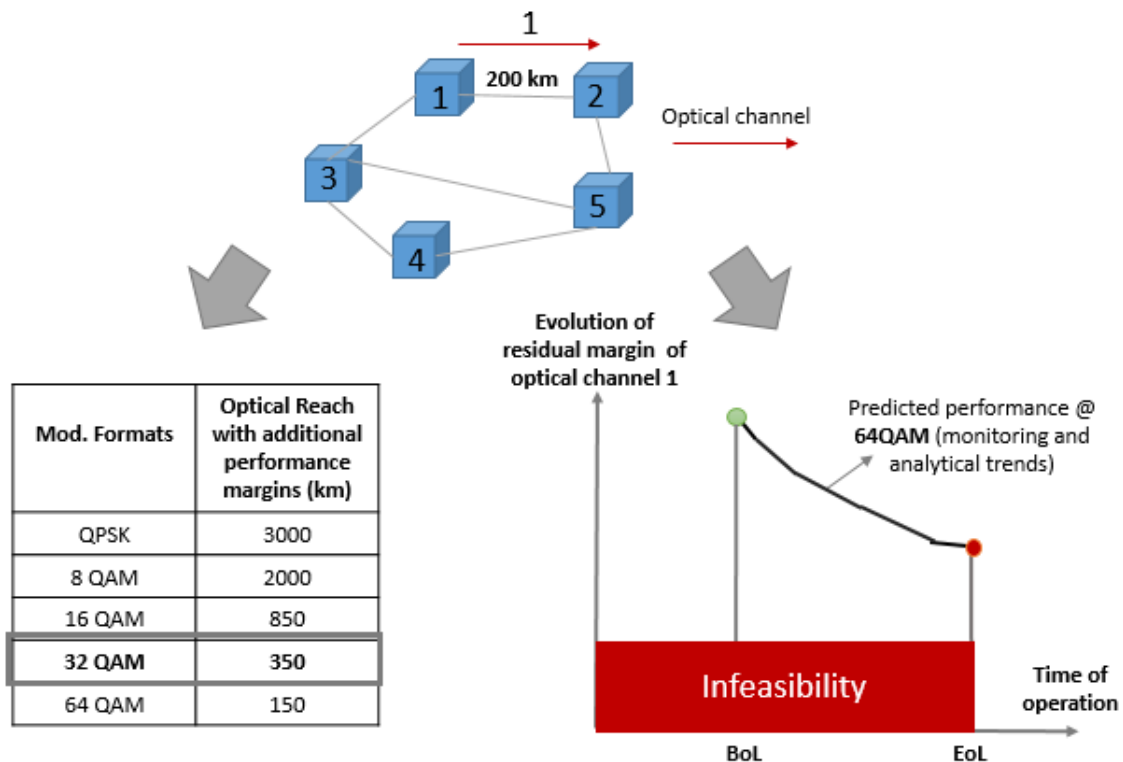 1
200 km
1
2
Optical channel
3
5
4
Mod. Formats
Optical Reach
with additional
performance
margins (km)
QPSK
3000
8 QAM
2000
16 QAM
850
32 QAM
350
64 QAM
150
Evolution of
residual margin of
optical channel 1
Predicted performance @
64QAM (monitoring and
analytical trends)
Infeasibility
Time of
operation
BoL
EoL